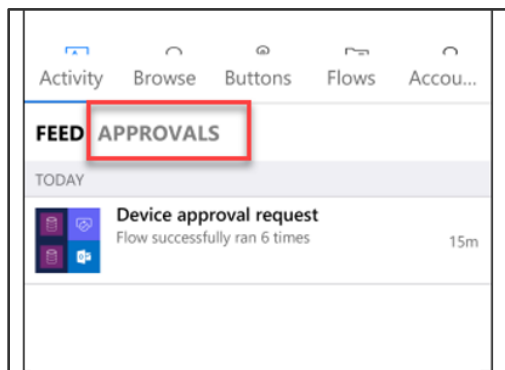 Activity Browse Buttons Flows Accou...
FEED APPROVALS
TODAY
Device approval request
Flow successfully ran 6 times
15m